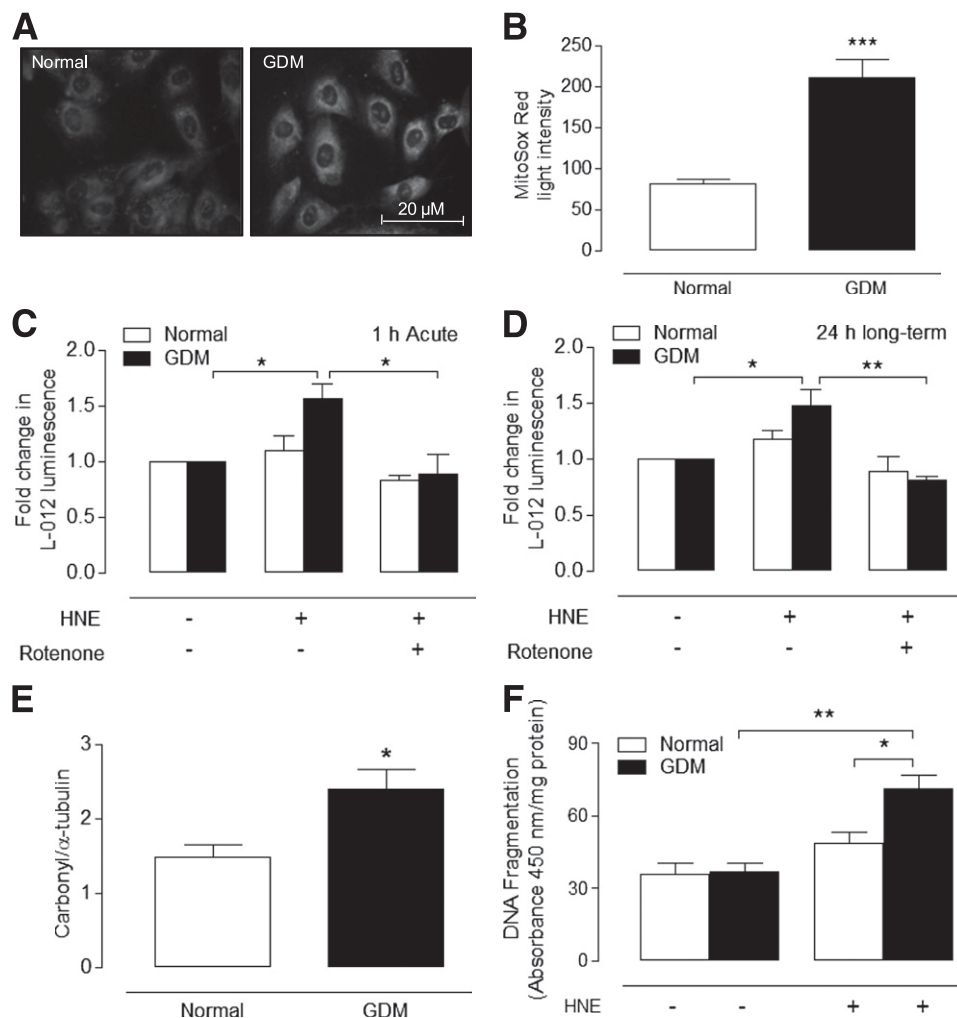 A
Normal
GDM
20 µM
B
MitoSox Red
light intensity
250
200
150
100
50
0
***
Normal
GDM
C
Normal
GDM
1 h Acute
Fold change in
L-012 luminescence
2.0
1.5
1.0
0.5
0.0
*
*
HNE - + +
Rotenone - - +
D
Normal
GDM
24 h long-term
Fold change in
L-012 luminescence
2.0
1.5
1.0
0.5
0.0
*
**
HNE - + +
Rotenone - - +
E
Carbonyl/α-tubulin
3
2
1
0
*
Normal
GDM
F
DNA Fragmentation
(Absorbance 450 nm/mg protein)
90
60
30
0
Normal
GDM
**
*
HNE - - + +